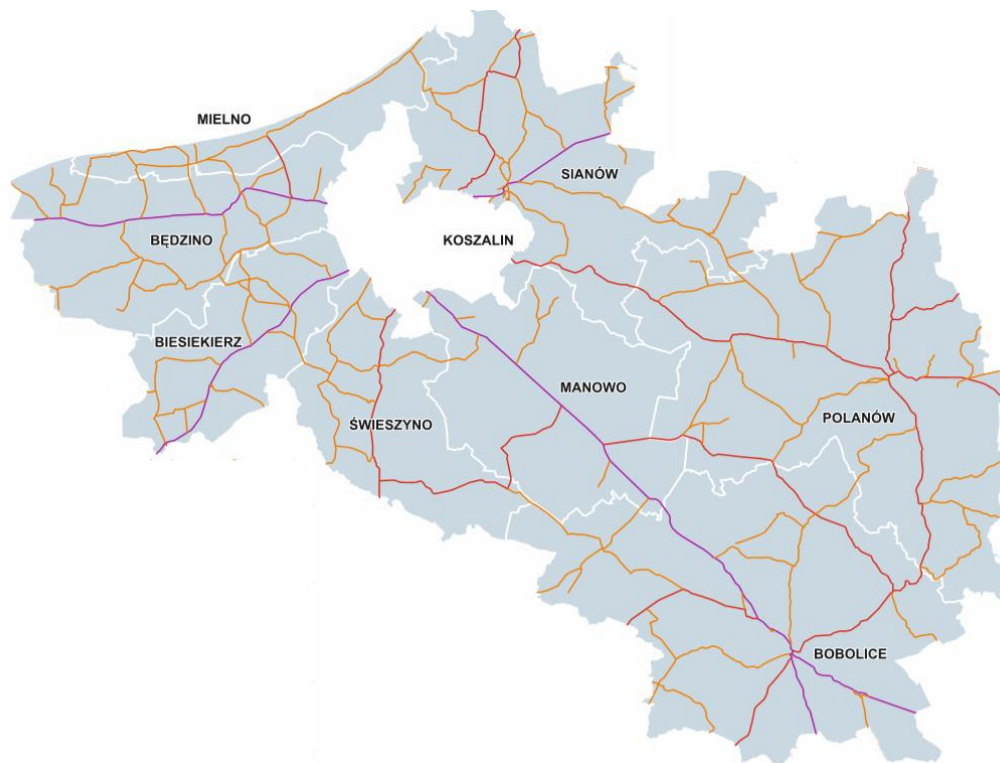 MIELNO
SIANÓW
BĘDZINO
KOSZALIN
BIESIEKIERZ
MANOWO
POLANÓW
ŚWIESZYNO
BOBOLICE